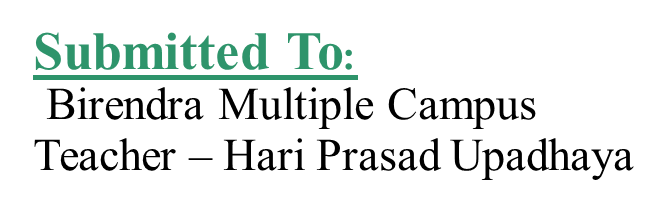 Submitted To:
Birendra Multiple Campus
Teacher – Hari Prasad Upadhaya